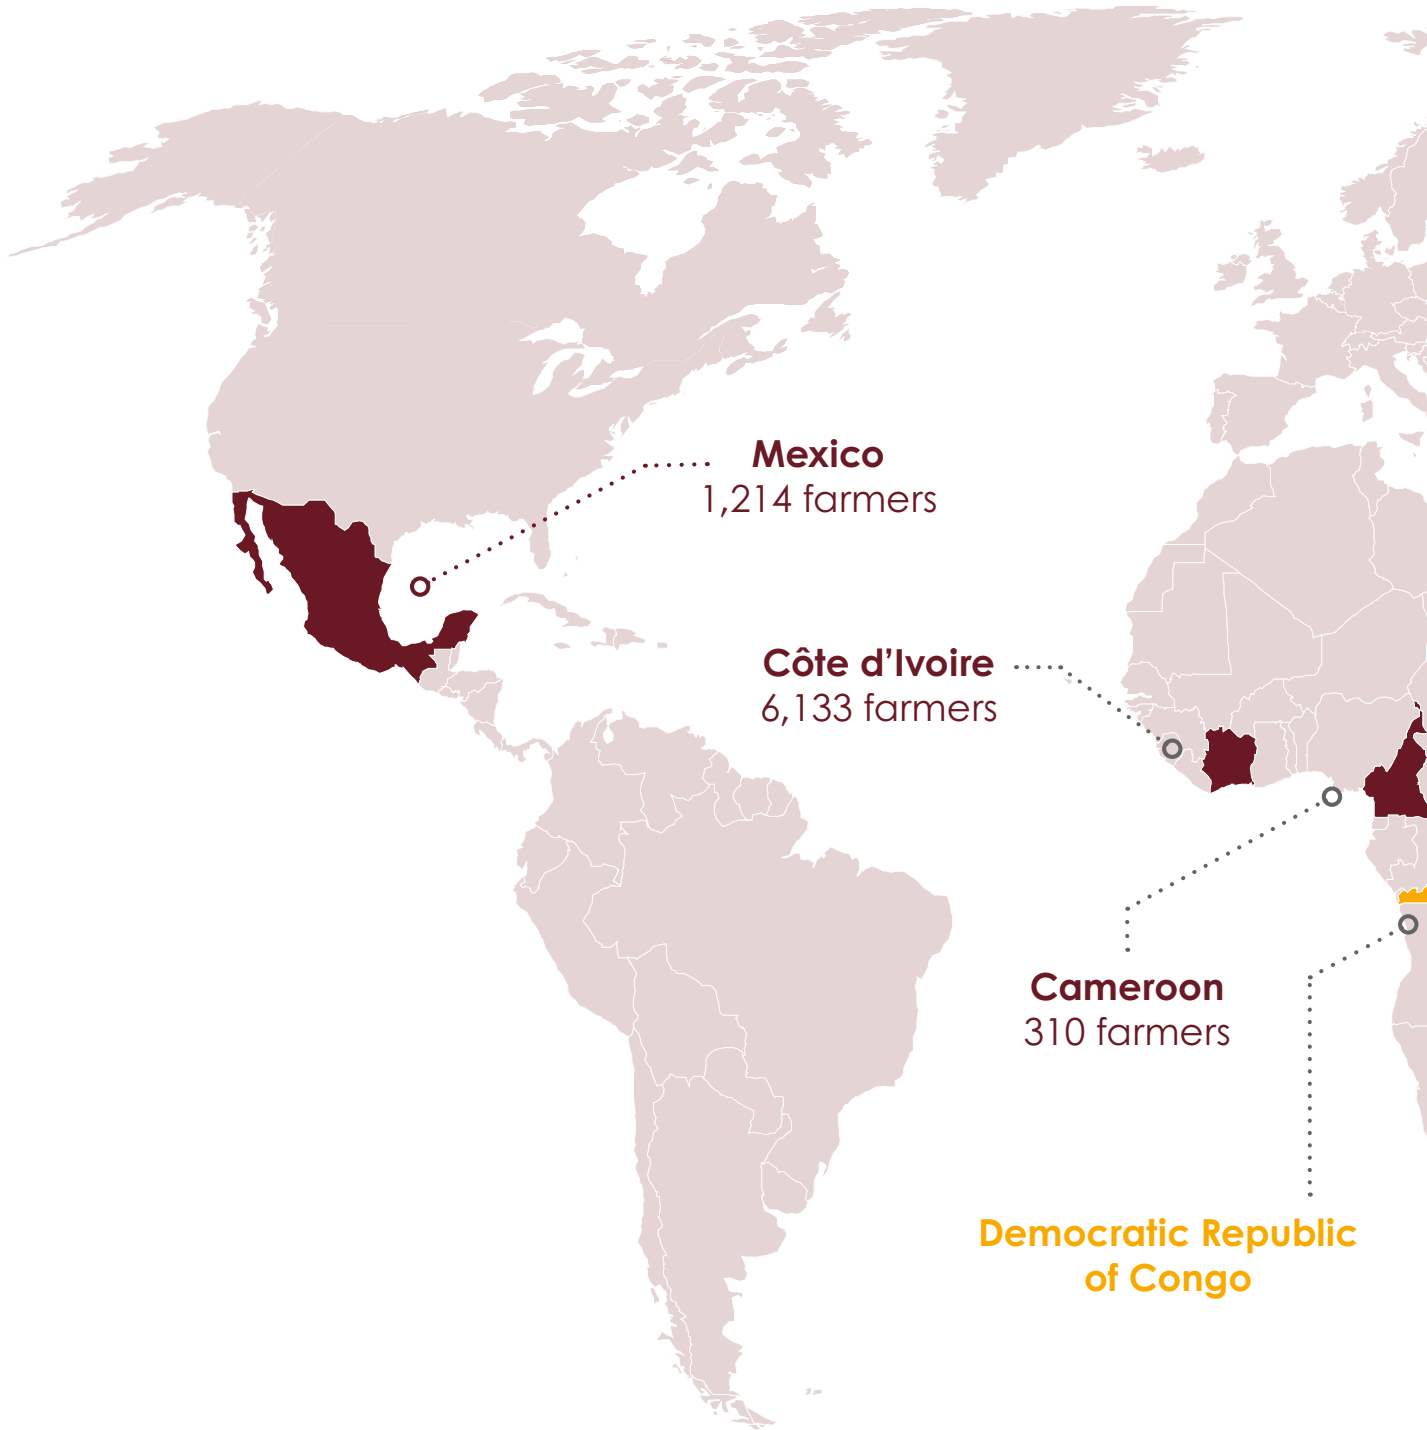 Mexico
1,214 farmers
Côte d’Ivoire
6,133 farmers
Cameroon
310 farmers
Democratic Republic
of Congo